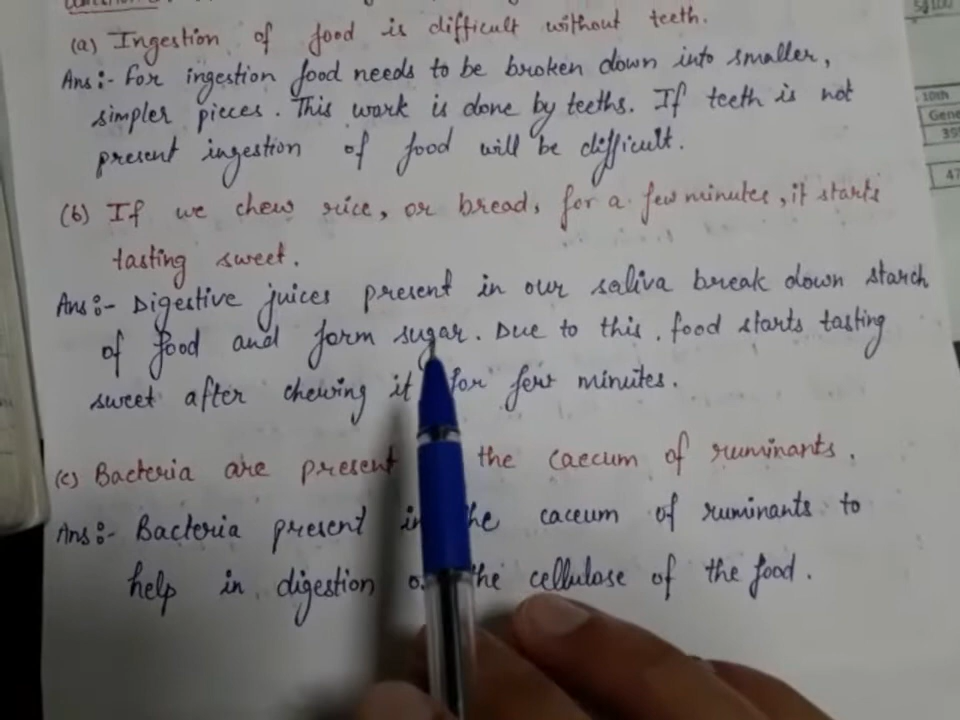 (a) Ingestion of food is difficult without teeth.
Ans:- For ingestion food needs to be broken down into smaller,
simpler pieces. This work is done by teeths. If teeth is not
present ingestion of food will be difficult.
(b) If we chew rice, or bread, for a few minutes, it starts
tasting sweet.
Ans:- Digestive juices present in our saliva break down starch
of food and form sugar. Due to this, food starts tasting
sweet after chewing it for few minutes.
(c) Bacteria are present the caecum of ruminants.
Ans:- Bacteria present in the caceum of ruminants to
help in digestion the cellulose of the food.
10th
Gene
47